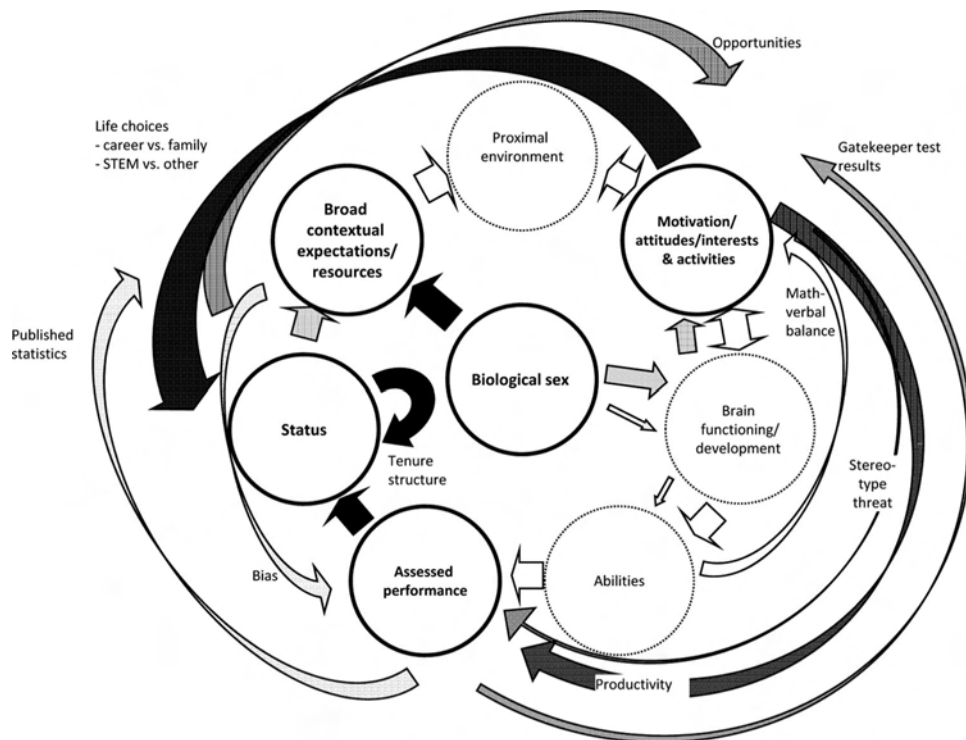 Opportunities
Life choices
- career vs. family
- STEM vs. other
Proximal
environment
Gatekeeper test
results
Broad
contextual
expectations/
resources
Motivation/
attitudes/interests
& activities
Math-
verbal
balance
Published
statistics
Biological sex
Status
Brain
functioning/
development
Tenure
structure
Stereo-
type
threat
Bias
Assessed
performance
Abilities
Productivity